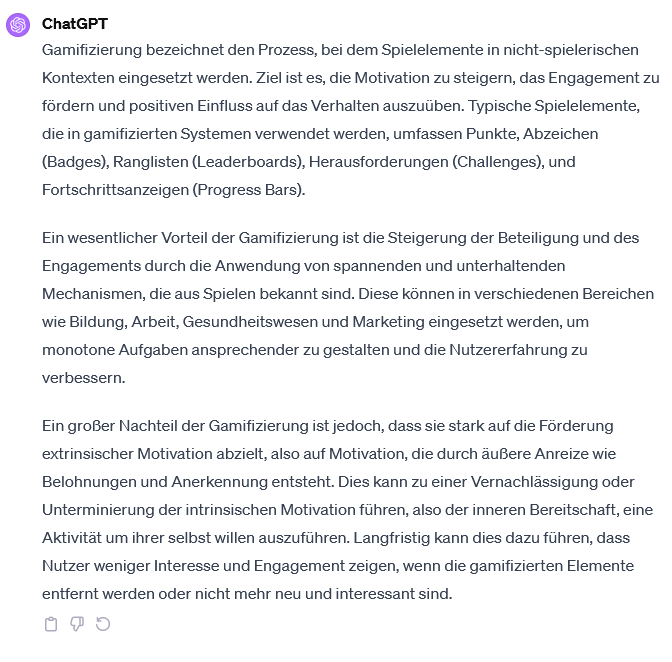 ChatGPT
Gamifizierung bezeichnet den Prozess, bei dem Spielelemente in nicht-spielerischen
Kontexten eingesetzt werden. Ziel ist es, die Motivation zu steigern, das Engagement zu
fördern und positiven Einfluss auf das Verhalten auszuüben. Typische Spielelemente,
die in gamifizierten Systemen verwendet werden, umfassen Punkte, Abzeichen
(Badges), Ranglisten (Leaderboards), Herausforderungen (Challenges), und
Fortschrittsanzeigen (Progress Bars).
Ein wesentlicher Vorteil der Gamifizierung ist die Steigerung der Beteiligung und des
Engagements durch die Anwendung von spannenden und unterhaltenden
Mechanismen, die aus Spielen bekannt sind. Diese können in verschiedenen Bereichen
wie Bildung, Arbeit, Gesundheitswesen und Marketing eingesetzt werden, um
monotone Aufgaben ansprechender zu gestalten und die Nutzererfahrung zu
verbessern.
Ein großer Nachteil der Gamifizierung ist jedoch, dass sie stark auf die Förderung
extrinsischer Motivation abzielt, also auf Motivation, die durch äußere Anreize wie
Belohnungen und Anerkennung entsteht. Dies kann zu einer Vernachlässigung oder
Unterminierung der intrinsischen Motivation führen, also der inneren Bereitschaft, eine
Aktivität um ihrer selbst willen auszuführen. Langfristig kann dies dazu führen, dass
Nutzer weniger Interesse und Engagement zeigen, wenn die gamifizierten Elemente
entfernt werden oder nicht mehr neu und interessant sind.